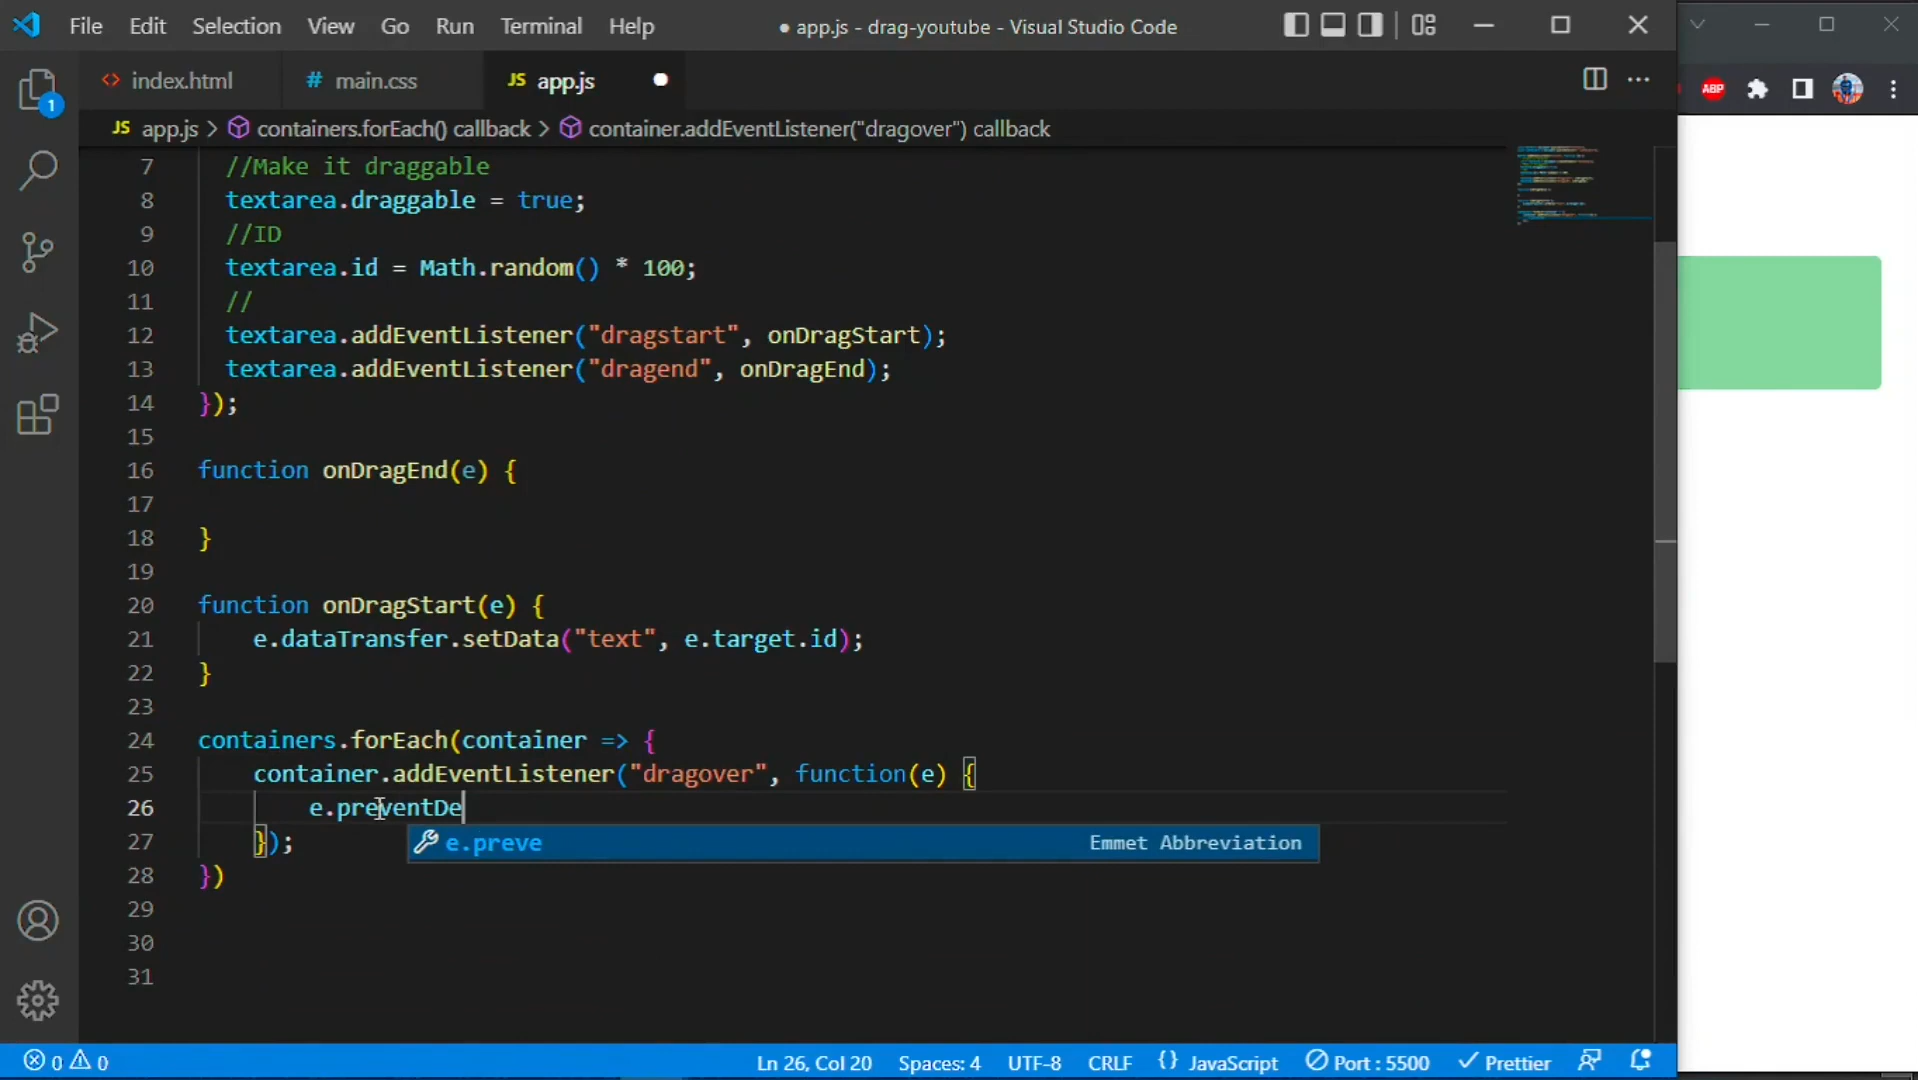 File Edit Selection View Go Run Terminal Help ● app.js - drag-youtube - Visual Studio Code
<> index.html # main.css JS app.js ●
JS app.js > containers.forEach() callback > container.addEventListener("dragover") callback
ABP
1
7 //Make it draggable
8 textarea.draggable = true;
9 //ID
10 textarea.id = Math.random() * 100;
11 //
12 textarea.addEventListener("dragstart", onDragStart);
13 textarea.addEventListener("dragend", onDragEnd);
14 });
15
16 function onDragEnd(e) {
17
18 }
19
20 function onDragStart(e) {
21 e.dataTransfer.setData("text", e.target.id);
22 }
23
24 containers.forEach(container => {
25 container.addEventListener("dragover", function(e) {
26 e.preventDe
27 });
e.preve Emmet Abbreviation
28 })
29
30
31
0 0 Ln 26, Col 20 Spaces: 4 UTF-8 CRLF {} JavaScript Port : 5500 Prettier